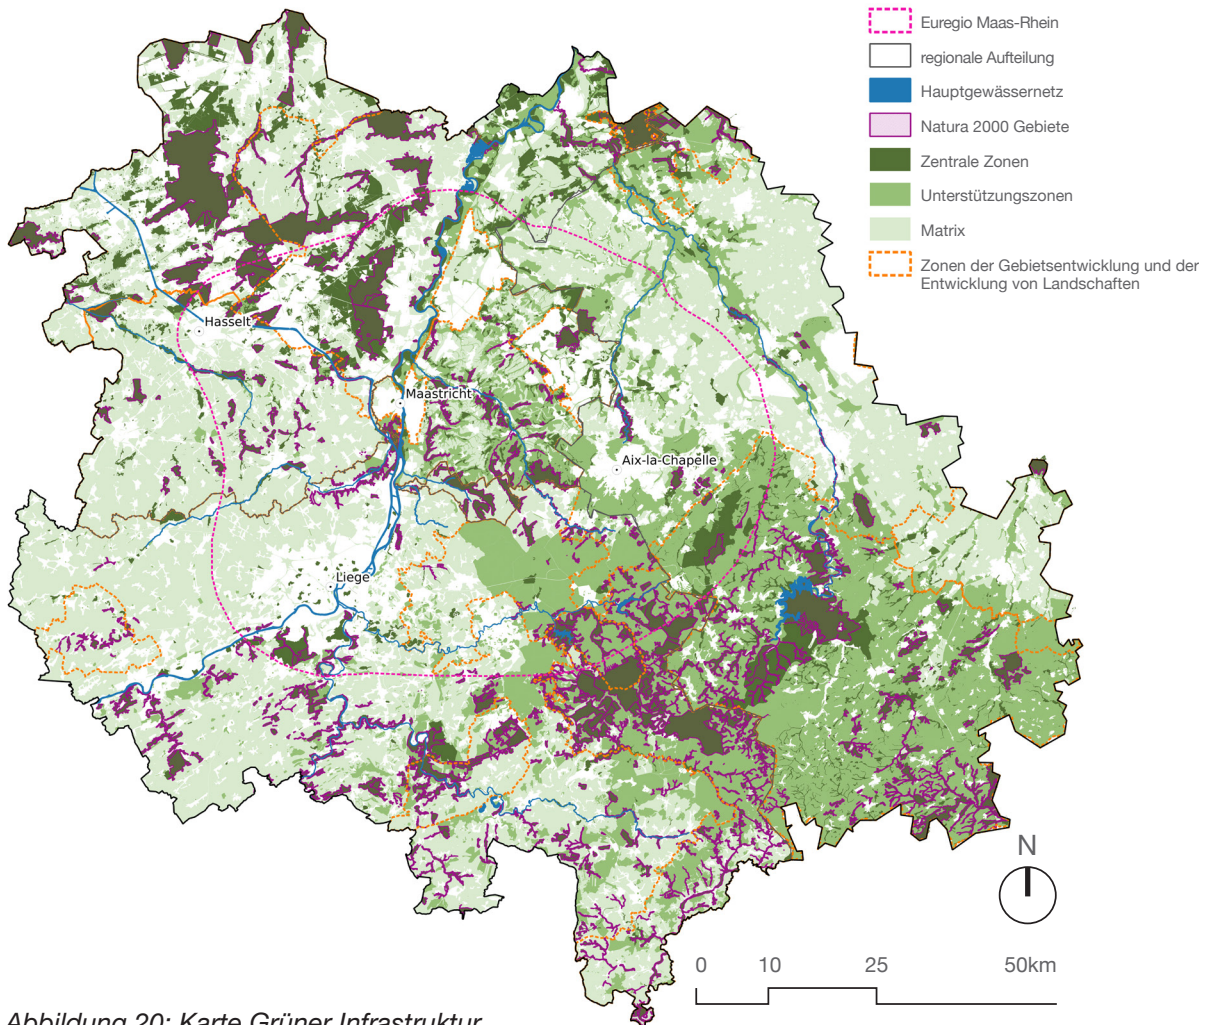 Euregio Maas-Rhein
regionale Aufteilung
Hauptgewässernetz
Natura 2000 Gebiete
Zentrale Zonen
Unterstützungszonen
Matrix
Zonen der Gebietsentwicklung und der
Entwicklung von Landschaften
Hasselt
Maastricht
Aix-la-Chapelle
Liege
N
0 10 25 50km
Abbildung 20: Karte Grüner Infrastruktur